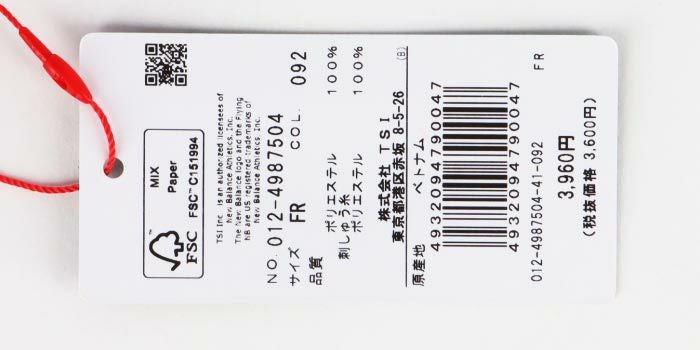 MIX
Paper
FSC™ C151994
FSC
TSI Inc. is an authorized licensees of
New Balance Athletics, Inc.
The New Balance logo and the Flying
NB are US registered trademarks of
New Balance Athletics, Inc.
NO. 012-4987504
サイズ FR COL. 092
品質
ポリエステル 100%
刺しゅう糸
ポリエステル 100%
株式会社 TSI
東京都港区赤坂 8-5-26 (B)
原産地 ベトナム
4932094790047
4932094790047
012-4987504-41-092 FR
3,960円
(税抜価格 3,600円)